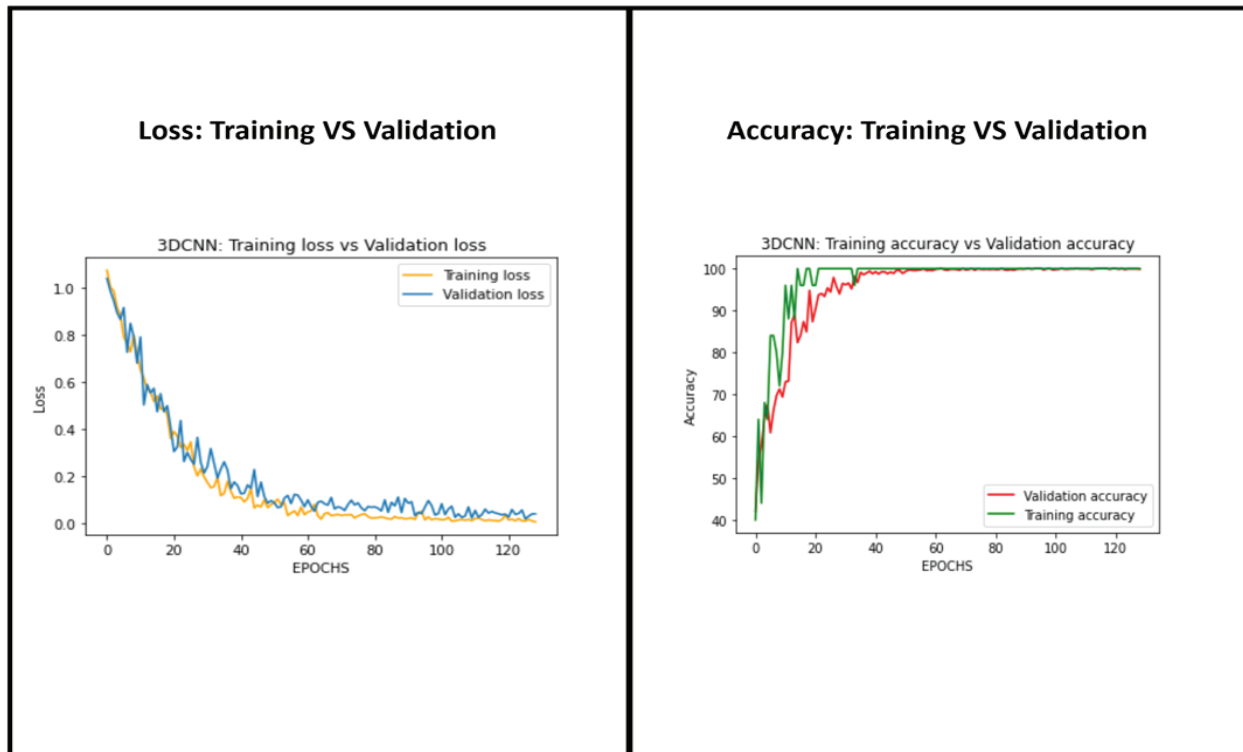 Loss: Training VS Validation
3DCNN: Training loss vs Validation loss
Training loss
Validation loss
1.0
0.8
0.6
0.4
0.2
0.0
Loss
0 20 40 60 80 100 120
EPOCHS
Accuracy: Training VS Validation
3DCNN: Training accuracy vs Validation accuracy
100
90
80
70
60
50
40
Accuracy
Validation accuracy
Training accuracy
0 20 40 60 80 100 120
EPOCHS